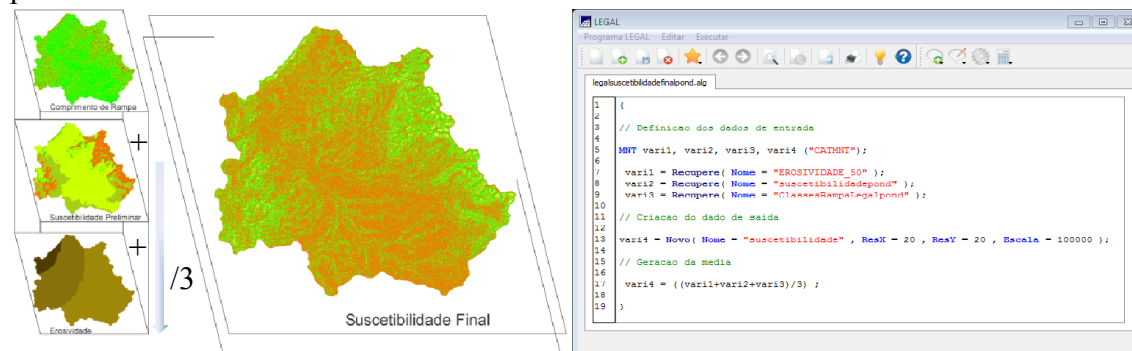 Comprimento de Rampa
+
Suscetibilidade Preliminar
+
Erosividade
/3
Suscetibilidade Final
LEGAL
Programa LEGAL Editar Executar
legalsuscetibilidadefinalpond.alg
1 {
2
3 // Definicao dos dados de entrada
4
5 MNT vari1, vari2, vari3, vari4 ("CATMNT");
6
7 vari1 = Recupere( Nome = "EROSIVIDADE_50" );
8 vari2 = Recupere( Nome = "suscetibilidadepond" );
9 vari3 = Recupere( Nome = "ClassesRampaLegalpond" );
10
11 // Criacao do dado de saida
12
13 vari4 = Novo( Nome = "suscetibilidade" , ResX = 20 , ResY = 20 , Escala = 100000 );
14
15 // Geracao da media
16
17 vari4 = ((vari1+vari2+vari3)/3) ;
18
19 }